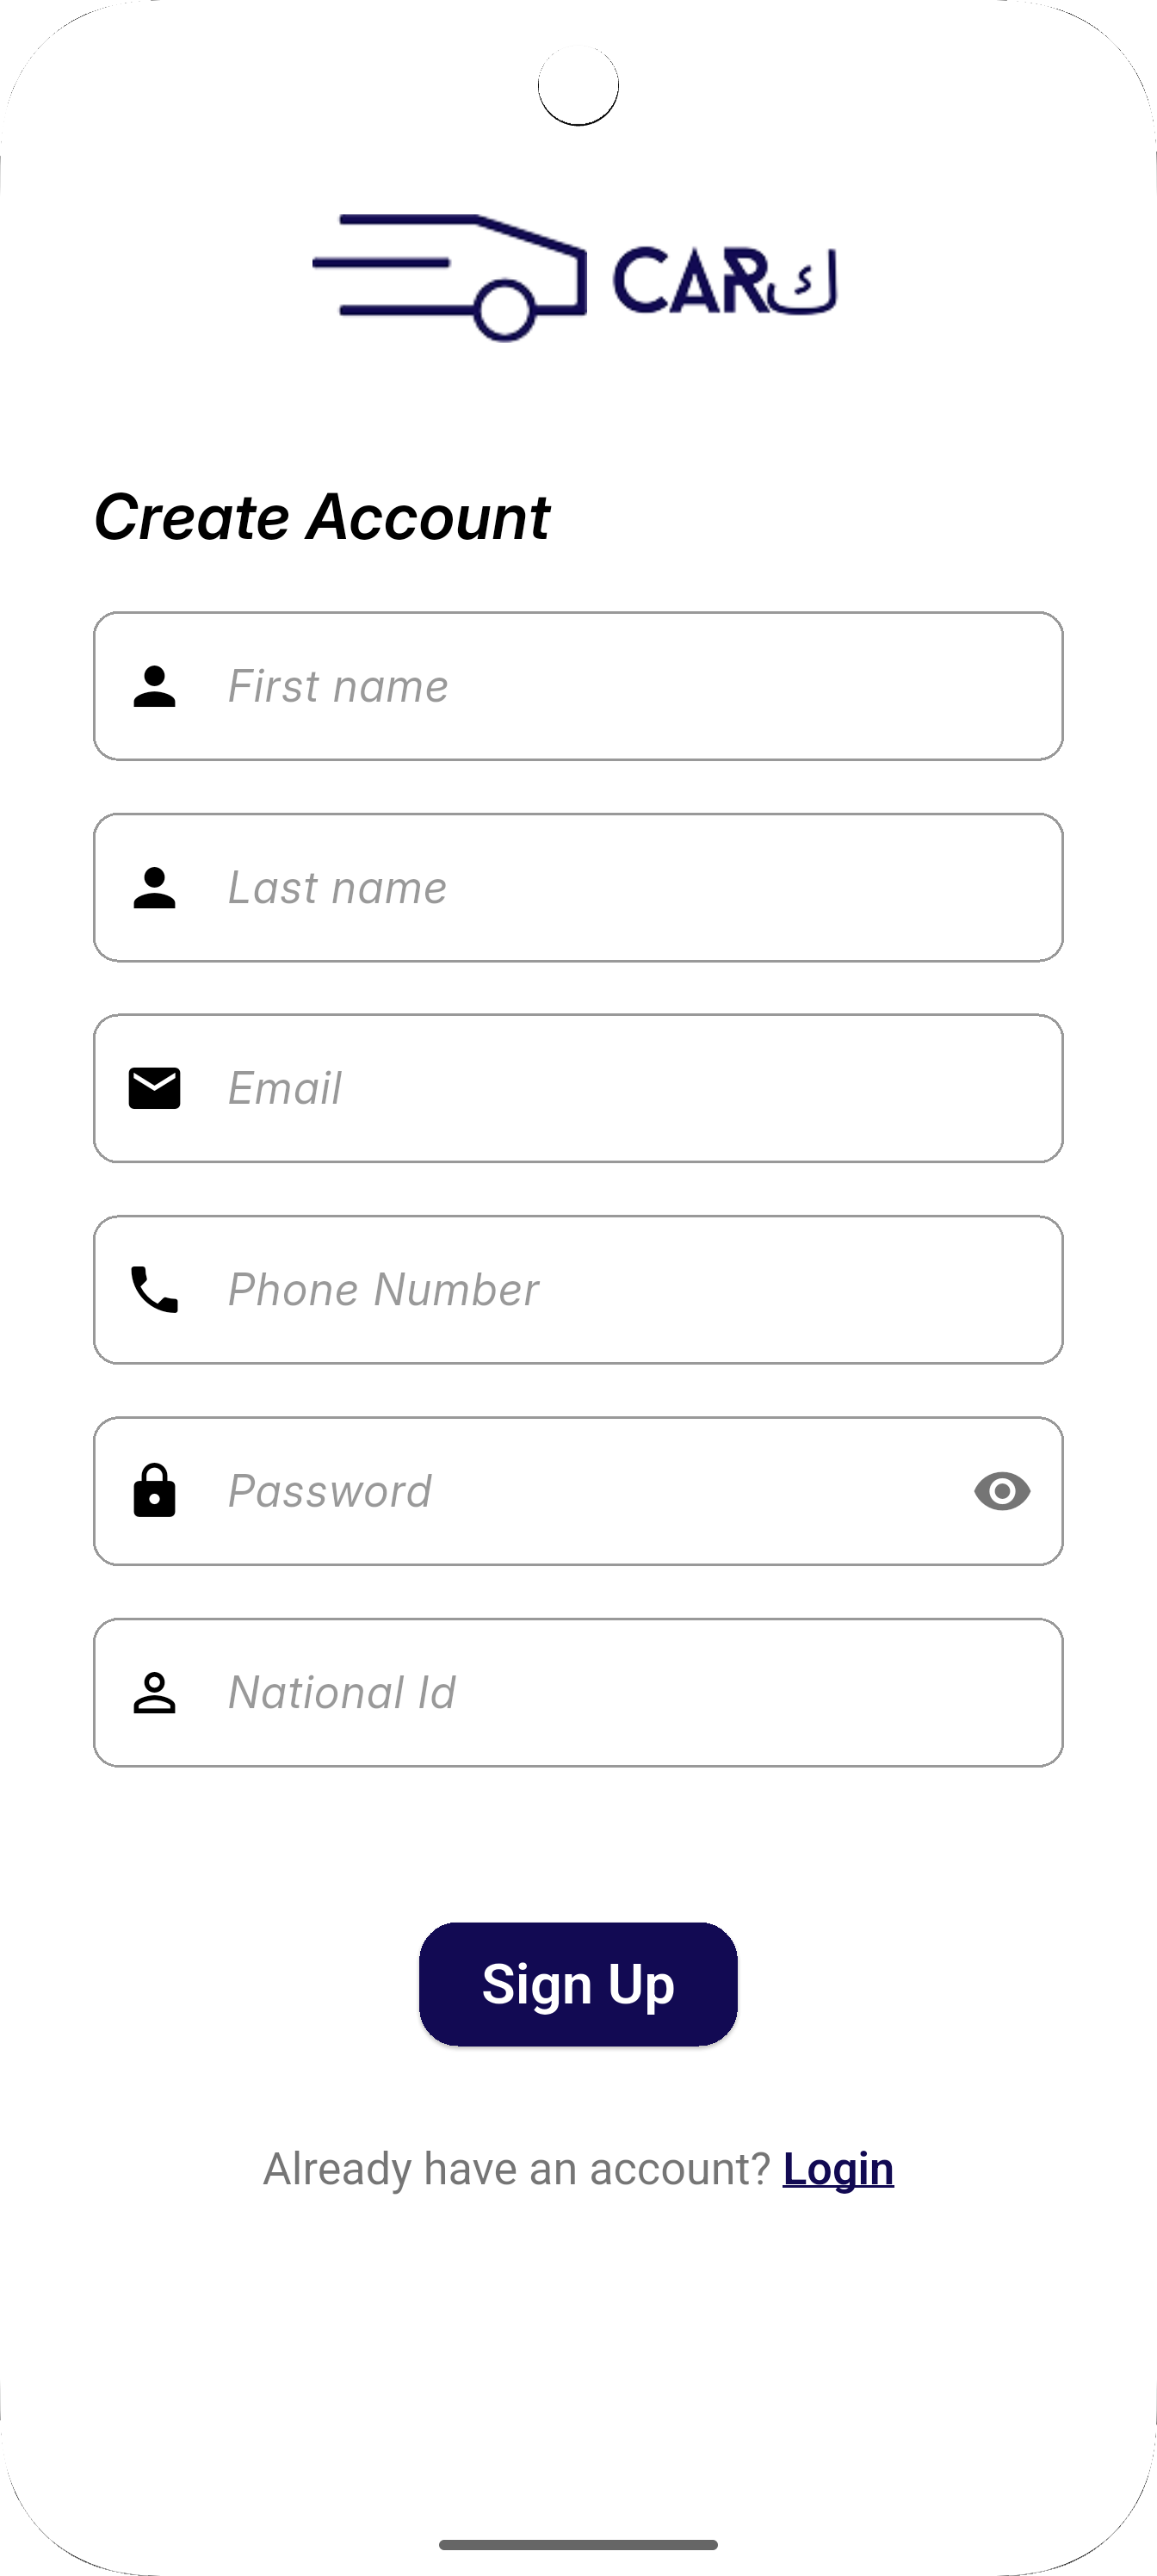 CARك
Create Account
First name
Last name
Email
Phone Number
Password
National Id
Sign Up
Already have an account? Login